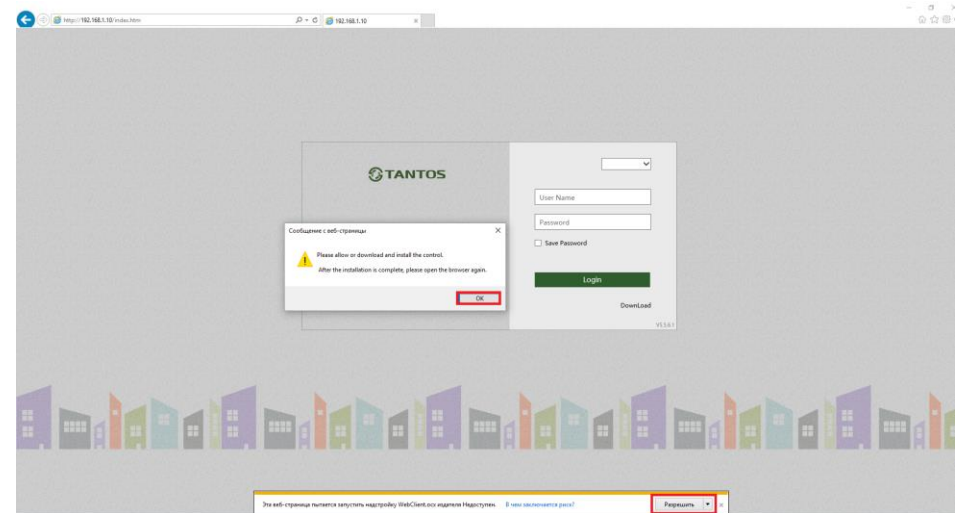 http://192.168.1.10/index.htm
192.168.1.10
TANTOS
User Name
Password
Save Password
Login
DownLoad
Сообщение с веб-страницы
Please allow or download and install the control.
After the installation is complete, please open the browser again.
OK
Эта веб-страница пытается запустить надстройку WebClient.ocx издателя Недоступен. В чем заключается риск? Разрешить